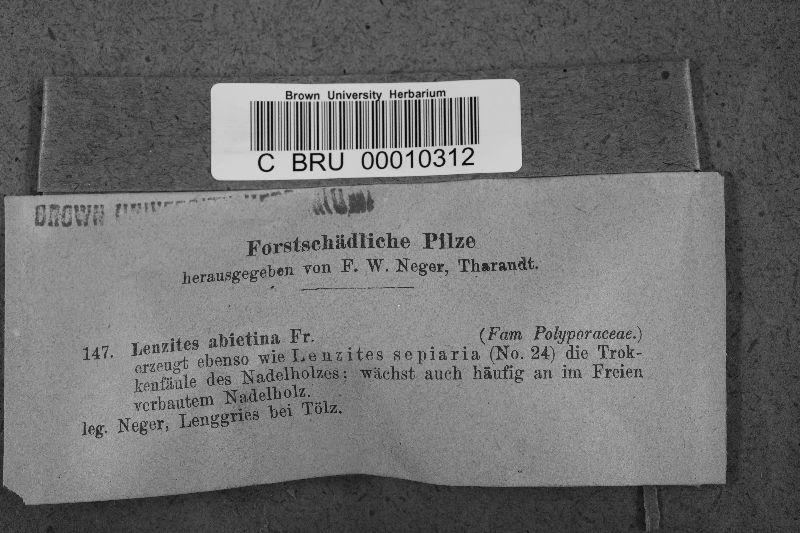 Brown University Herbarium
C BRU 00010312
BROWN UNIVERSITY
Forstschädliche Pilze
herausgegeben von F. W. Neger, Tharandt.
147. Lenzites abietina Fr. (Fam Polyporaceae.)
erzeugt ebenso wie Lenzites sepiaria (No. 24) die Trok-
kenfäule des Nadelholzes; wächst auch häufig an im Freien
verbautem Nadelholz.
leg. Neger, Lenggries bei Tölz.